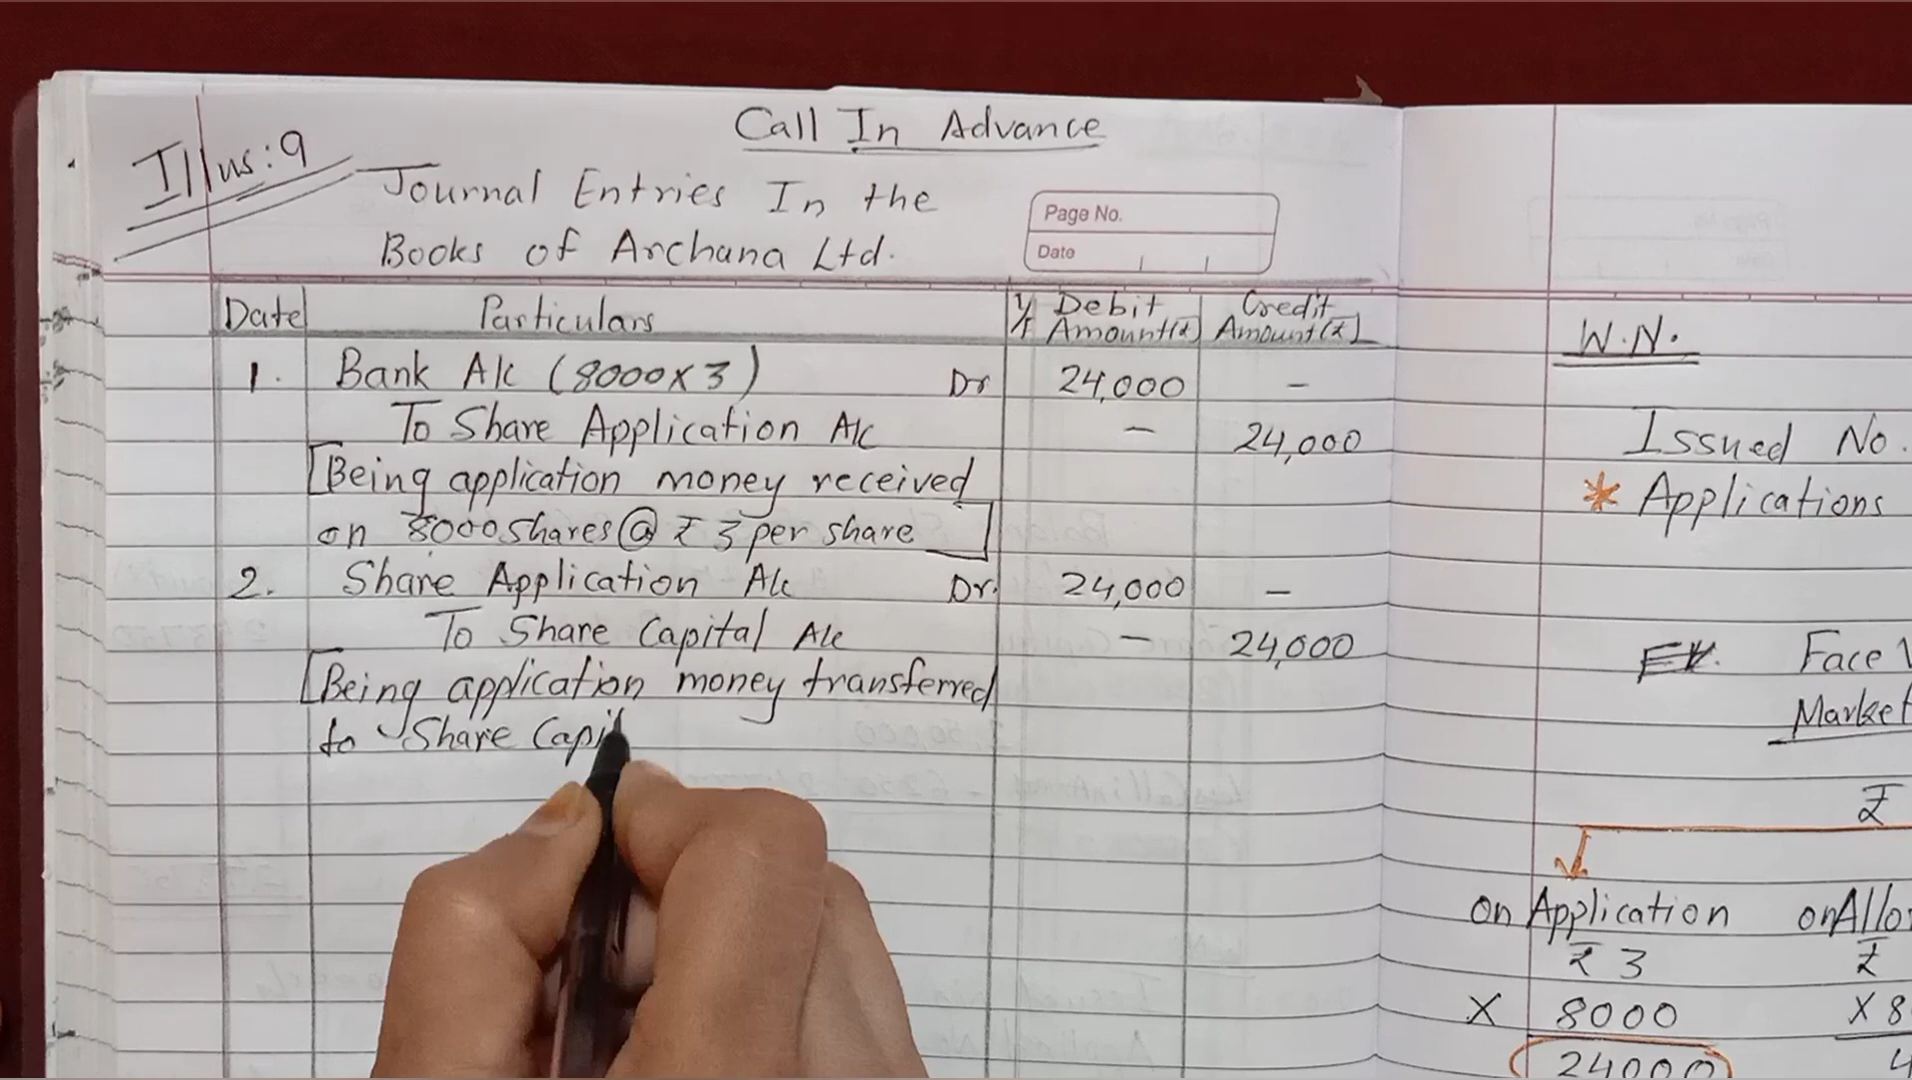 Call In Advance
Illus:9
Journal Entries In the
Books of Archana Ltd.
Page No.
Date
Date Particulars Debit Amount(₹) Credit Amount(₹)
1. Bank A/c (8000x3) Dr 24,000 -
To Share Application A/c - 24,000
[Being application money received
on 8000 shares @ ₹ 3 per share]
2. Share Application A/c Dr. 24,000 -
To Share Capital A/c - 24,000
[Being application money transferred
to Share Capi
W.N.
Issued No.
* Applications
Face
Market
₹
on Application
₹ 3
X 8000
24000
on Allo
₹
X 8
4